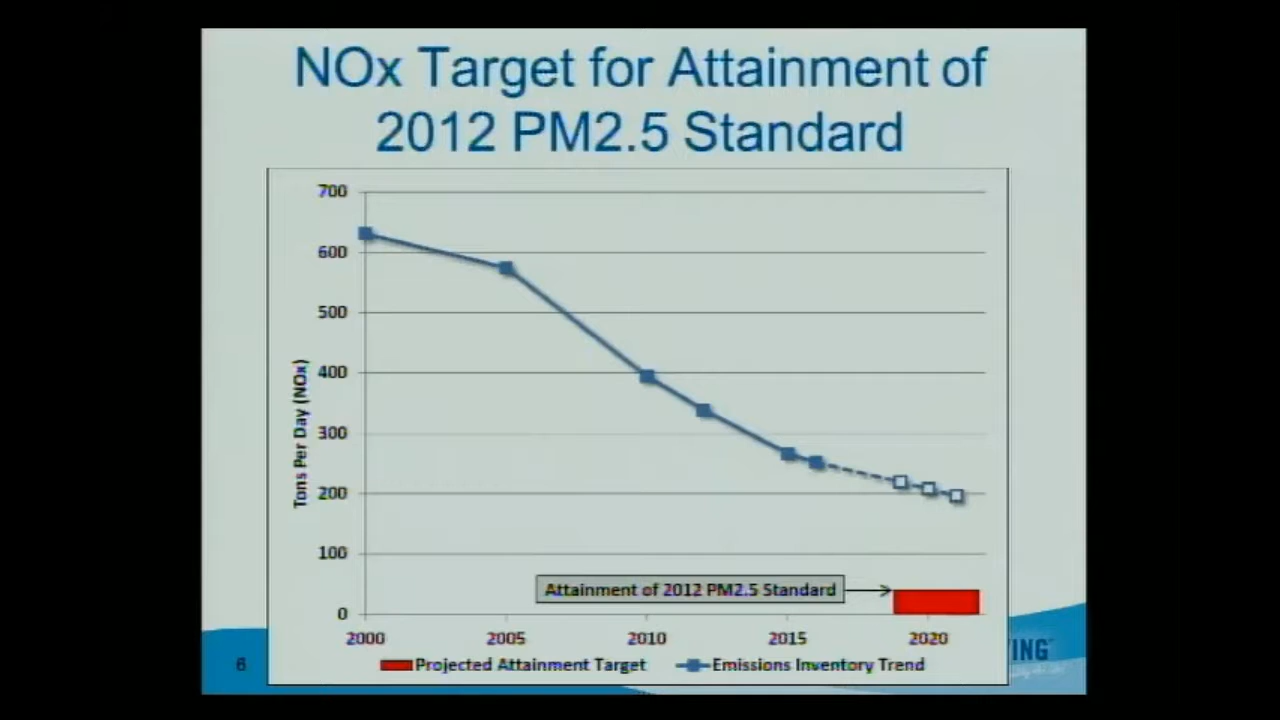 NOx Target for Attainment of
2012 PM2.5 Standard
700
600
500
400
300
200
100
0
Tons Per Day (NOx)
Attainment of 2012 PM2.5 Standard
2000 2005 2010 2015 2020
Projected Attainment Target Emissions Inventory Trend
6